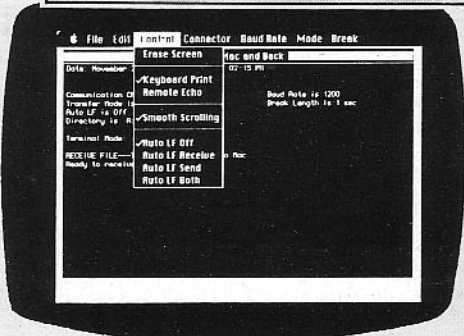 File Edit Control Connector Baud Rate Mode Break
Erase Screen
✓Keyboard Print
Remote Echo
✓Smooth Scrolling
✓Auto LF Off
Auto LF Receive
Auto LF Send
Auto LF Both
Mac and Back
Date: November
02:15 PM
Communication
Baud Rate is 1200
Transfer Mode is
Break Length is 1 sec
Auto LF is Off
Directory is
Terminal Mode
RECEIVE FILE
o Mac
Ready to receive